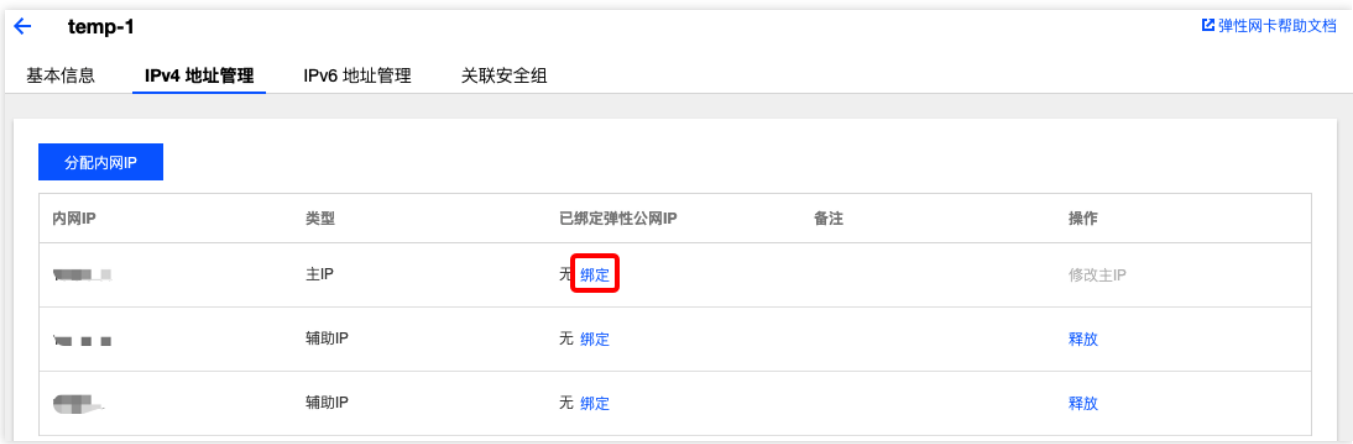 temp-1 弹性网卡帮助文档
基本信息 IPv4 地址管理 IPv6 地址管理 关联安全组
分配内网IP
内网IP 类型 已绑定弹性公网IP 备注 操作
主IP 无 绑定 修改主IP
辅助IP 无 绑定 释放
辅助IP 无 绑定 释放